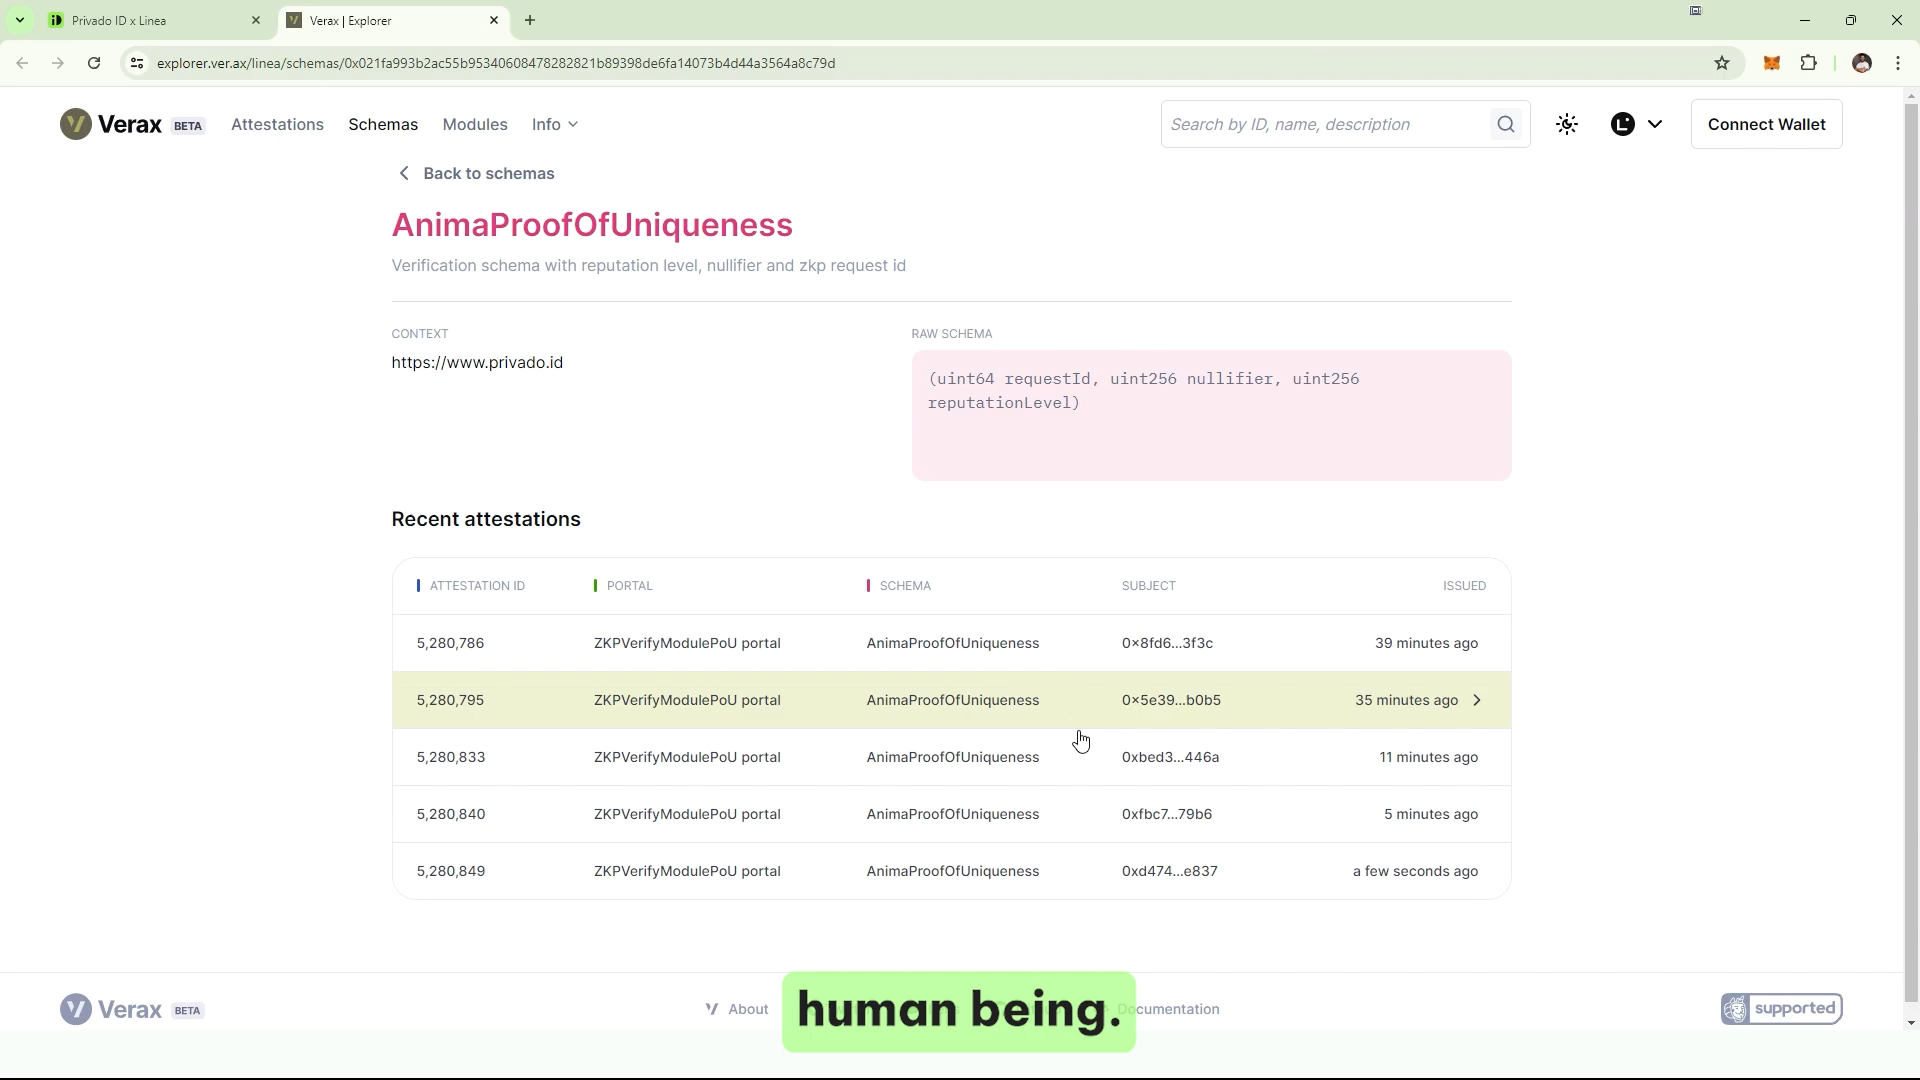 Privado ID x Linea
Verax | Explorer
explorer.ver.ax/linea/schemas/0x021fa993b2ac55b95340608478282821b89398de6fa14073b4d44a3564a8c79d
Verax BETA Attestations Schemas Modules Info Search by ID, name, description Connect Wallet
Back to schemas
AnimaProofOfUniqueness
Verification schema with reputation level, nullifier and zkp request id
CONTEXT
https://www.privado.id
RAW SCHEMA
(uint64 requestId, uint256 nullifier, uint256
reputationLevel)
Recent attestations
ATTESTATION ID PORTAL SCHEMA SUBJECT ISSUED
5,280,786 ZKPVerifyModulePoU portal AnimaProofOfUniqueness 0×8fd6...3f3c 39 minutes ago
5,280,795 ZKPVerifyModulePoU portal AnimaProofOfUniqueness 0×5e39...b0b5 35 minutes ago
5,280,833 ZKPVerifyModulePoU portal AnimaProofOfUniqueness 0xbed3...446a 11 minutes ago
5,280,840 ZKPVerifyModulePoU portal AnimaProofOfUniqueness 0xfbc7...79b6 5 minutes ago
5,280,849 ZKPVerifyModulePoU portal AnimaProofOfUniqueness 0xd474...e837 a few seconds ago
Verax BETA About human being. Documentation supported